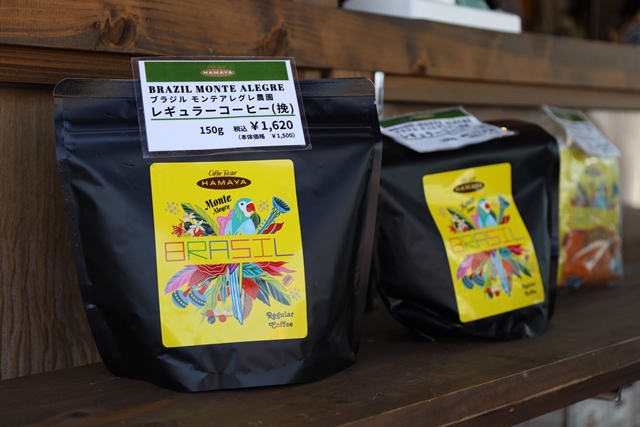 HAMAYA
BRAZIL MONTE ALEGRE
ブラジル モンテアレグレ農園
レギュラーコーヒー(挽)
150g 税込 ¥1,620
(本体価格 ¥1,500)
HAMAYA
Monte
Alegre
BRASIL
Regular
Coffee
HAMAYA
BRASIL
Regular
Coffee